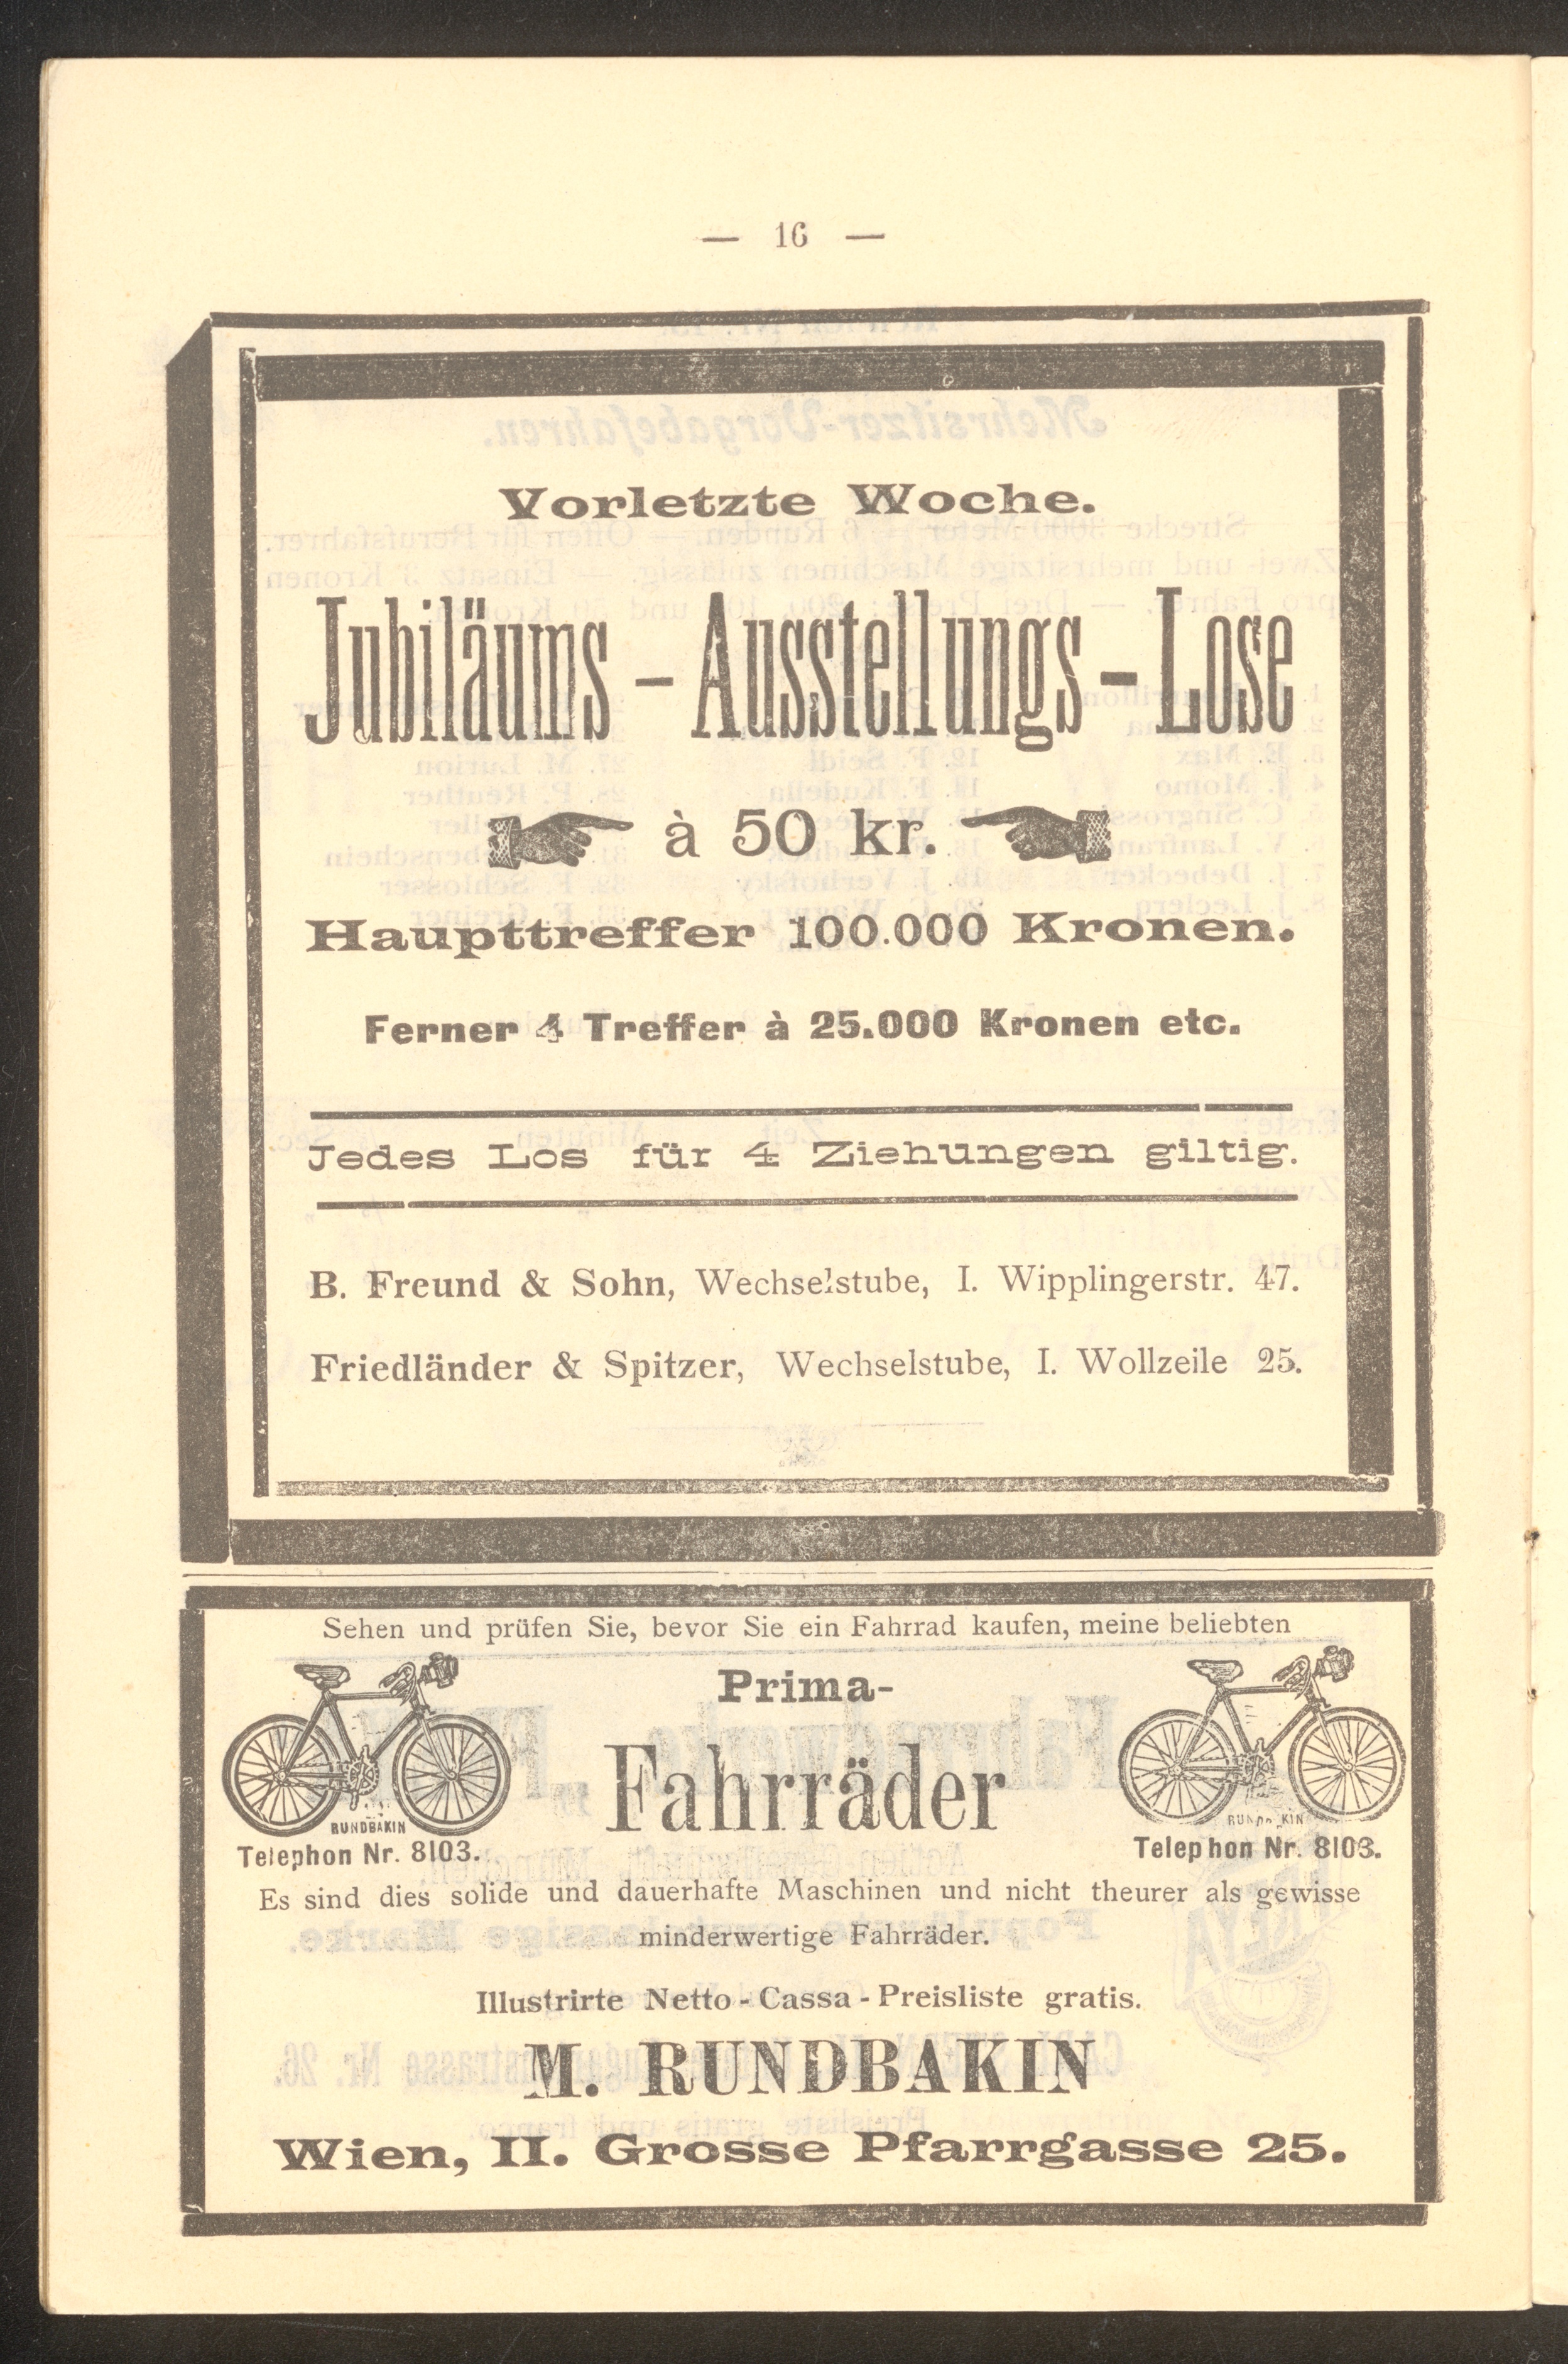 — 16 —
Vorletzte Woche.
Jubiläums - Ausstellungs - Lose
à 50 kr.
Haupttreffer 100.000 Kronen.
Ferner 4 Treffer à 25.000 Kronen etc.
Jedes Los für 4 Ziehungen giltig.
B. Freund & Sohn, Wechselstube, I. Wipplingerstr. 47.
Friedländer & Spitzer, Wechselstube, I. Wollzeile 25.
Sehen und prüfen Sie, bevor Sie ein Fahrrad kaufen, meine beliebten
Prima-
Fahrräder
RUNDBAKIN
Telephon Nr. 8103.
Telephon Nr. 8103.
Es sind dies solide und dauerhafte Maschinen und nicht theurer als gewisse
minderwertige Fahrräder.
Illustrirte Netto - Cassa - Preisliste gratis.
M. RUNDBAKIN
Wien, II. Grosse Pfarrgasse 25.